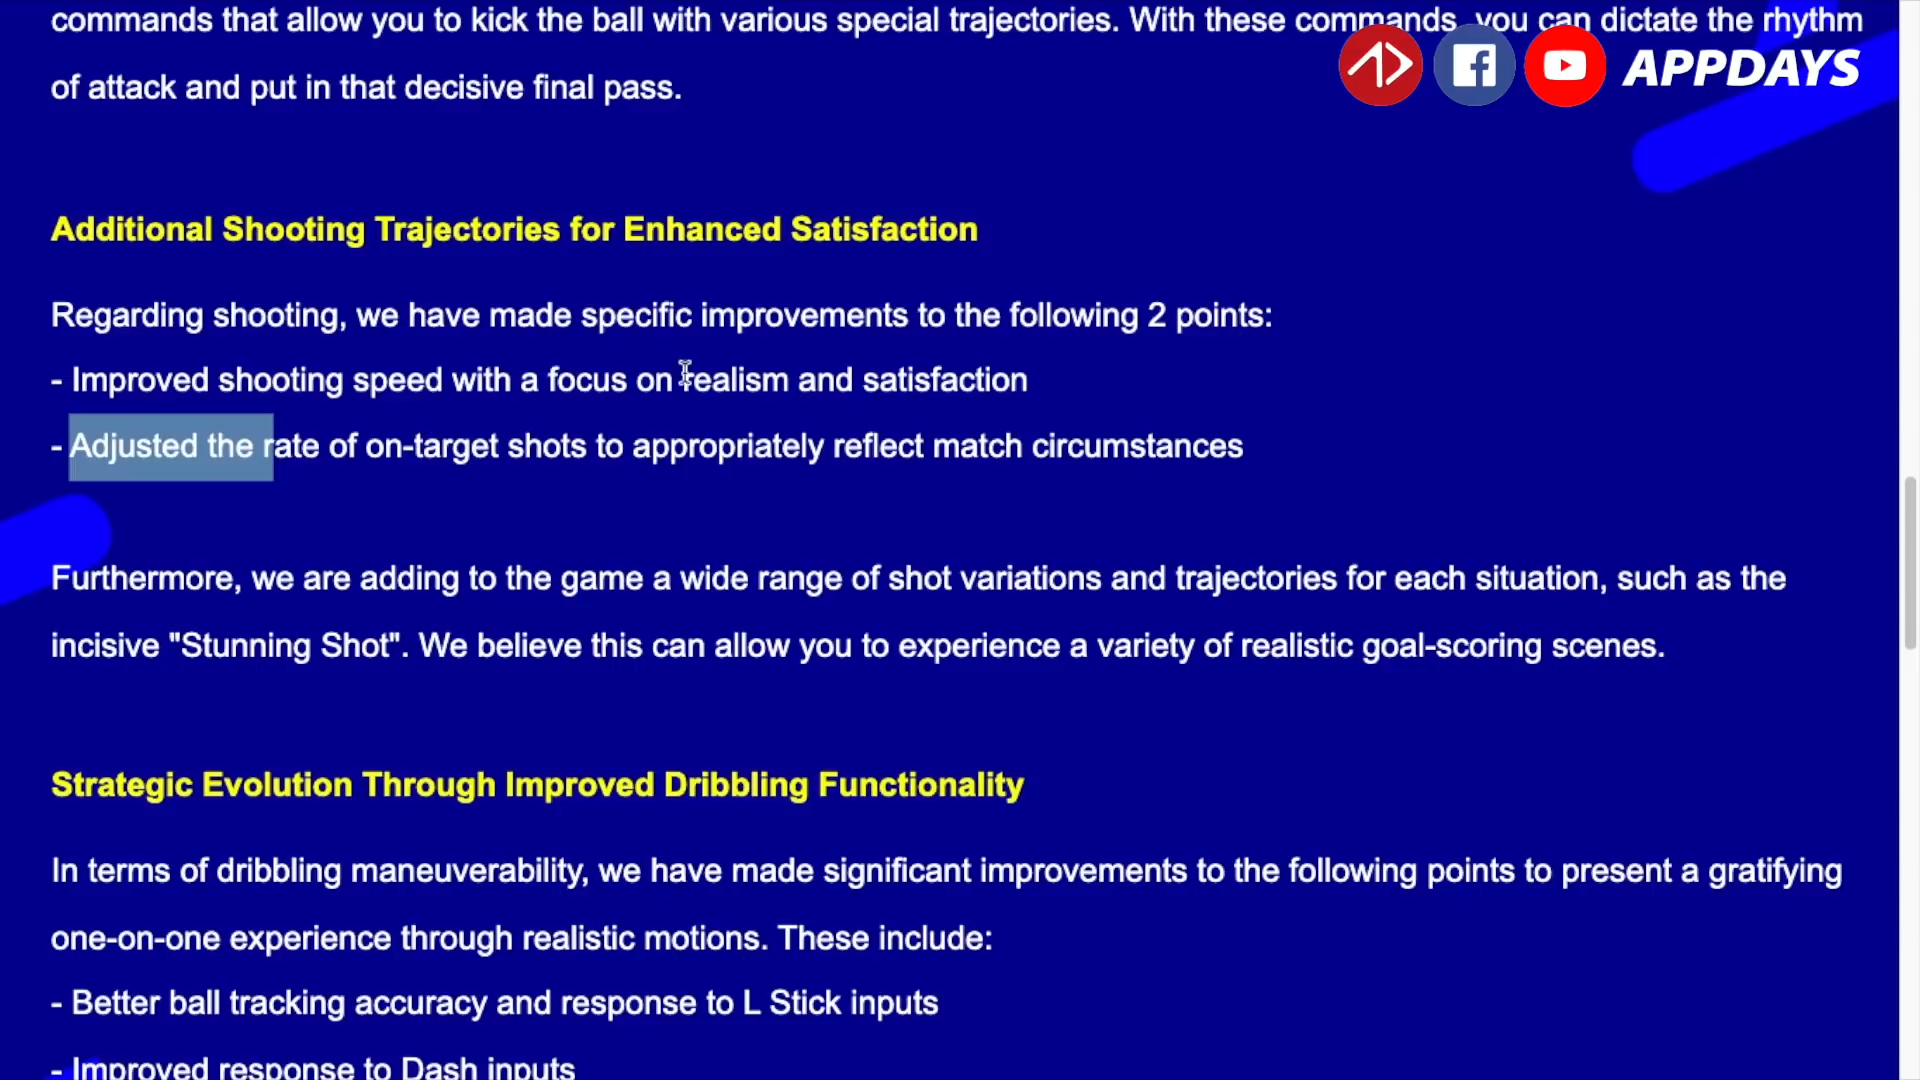 commands that allow you to kick the ball with various special trajectories. With these commands, you can dictate the rhythm
of attack and put in that decisive final pass.
APPDAYS
Additional Shooting Trajectories for Enhanced Satisfaction
Regarding shooting, we have made specific improvements to the following 2 points:
- Improved shooting speed with a focus on realism and satisfaction
- Adjusted the rate of on-target shots to appropriately reflect match circumstances
Furthermore, we are adding to the game a wide range of shot variations and trajectories for each situation, such as the
incisive "Stunning Shot". We believe this can allow you to experience a variety of realistic goal-scoring scenes.
Strategic Evolution Through Improved Dribbling Functionality
In terms of dribbling maneuverability, we have made significant improvements to the following points to present a gratifying
one-on-one experience through realistic motions. These include:
- Better ball tracking accuracy and response to L Stick inputs
- Improved response to Dash inputs